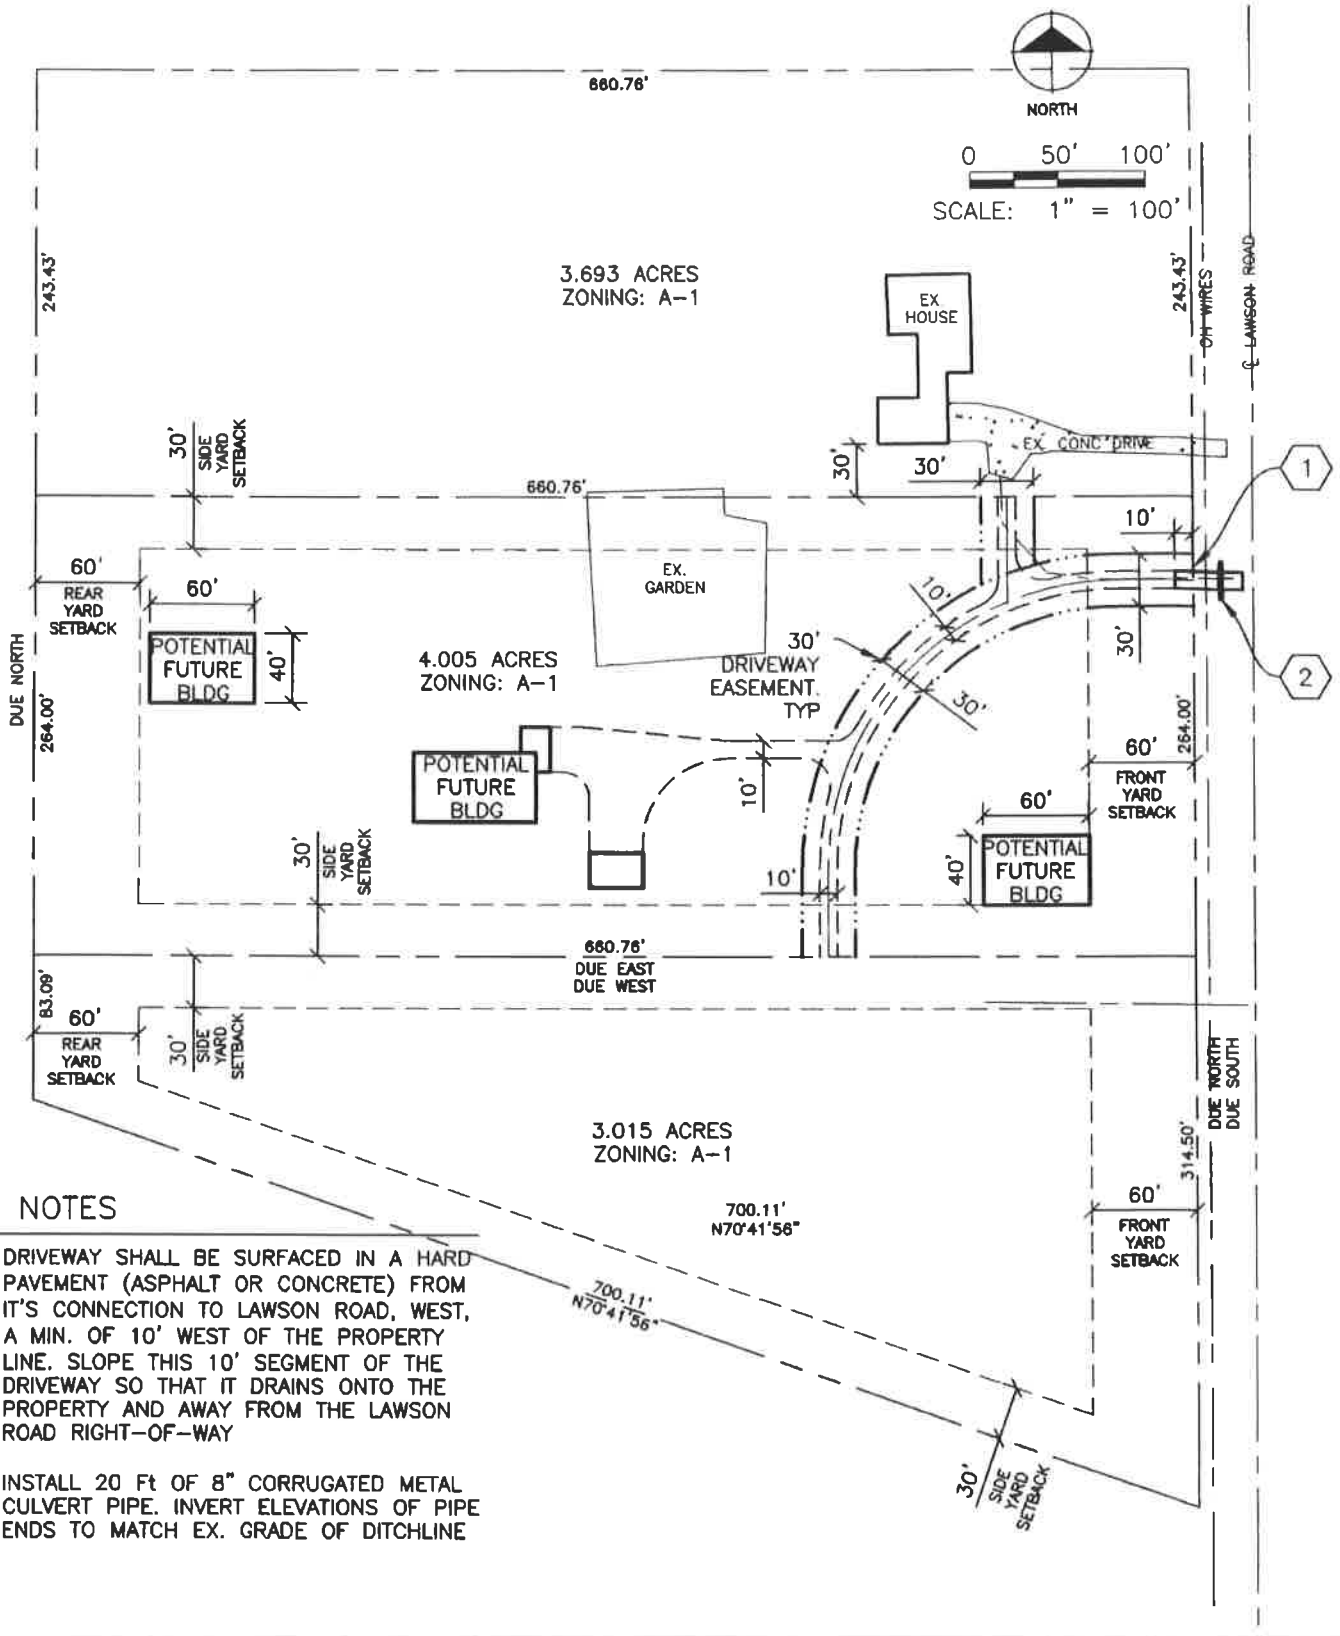 660.76'
NORTH
0 50' 100'
SCALE: 1" = 100'
243.43'
3.693 ACRES
ZONING: A-1
EX
HOUSE
243.43'
OH WIRES
℄ LAWSON ROAD
30'
SIDE
YARD
SETBACK
30'
30'
EX. CONC DRIVE
1
660.76'
10'
60'
REAR
YARD
SETBACK
60'
POTENTIAL
FUTURE
BLDG
40'
EX.
GARDEN
10'
30'
2
DUE NORTH
264.00'
4.005 ACRES
ZONING: A-1
30'
DRIVEWAY
EASEMENT.
TYP
30'
264.00'
60'
FRONT
YARD
SETBACK
POTENTIAL
FUTURE
BLDG
10'
60'
POTENTIAL
FUTURE
BLDG
40'
30'
SIDE
YARD
SETBACK
10'
660.76'
DUE EAST
DUE WEST
83.09'
60'
REAR
YARD
SETBACK
30'
SIDE
YARD
SETBACK
DUE NORTH
DUE SOUTH
3.015 ACRES
ZONING: A-1
314.50'
700.11'
N70°41'56"
60'
FRONT
YARD
SETBACK
700.11'
N70°41'56"
30'
SIDE
YARD
SETBACK
NOTES
DRIVEWAY SHALL BE SURFACED IN A HARD
PAVEMENT (ASPHALT OR CONCRETE) FROM
IT'S CONNECTION TO LAWSON ROAD, WEST,
A MIN. OF 10' WEST OF THE PROPERTY
LINE. SLOPE THIS 10' SEGMENT OF THE
DRIVEWAY SO THAT IT DRAINS ONTO THE
PROPERTY AND AWAY FROM THE LAWSON
ROAD RIGHT-OF-WAY
INSTALL 20 Ft OF 8" CORRUGATED METAL
CULVERT PIPE. INVERT ELEVATIONS OF PIPE
ENDS TO MATCH EX. GRADE OF DITCHLINE